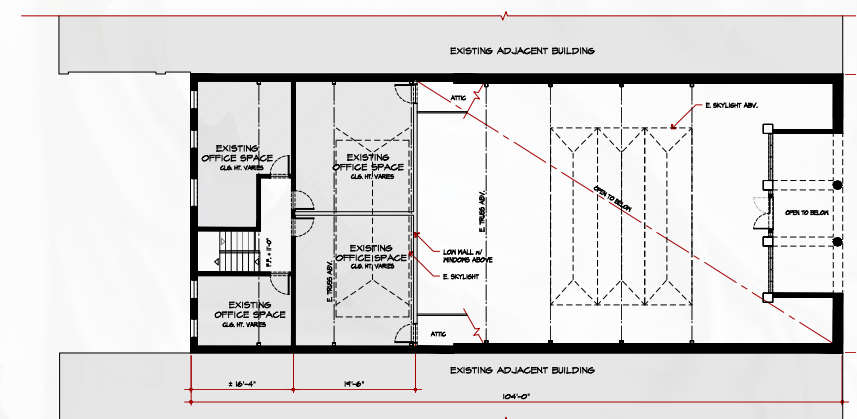 EXISTING ADJACENT BUILDING
ATTIC
E. SKYLIGHT ABV.
EXISTING
OFFICE SPACE
CLG. HT. VARIES
EXISTING
OFFICE SPACE
CLG. HT. VARIES
E. TRUSS ABV.
OPEN TO BELOW
OPEN TO BELOW
F.F. + 11'-0"
EXISTING
OFFICE SPACE
CLG. HT. VARIES
LOW WALL w/
WINDOWS ABOVE
E. SKYLIGHT
E. TRUSS ABV.
EXISTING
OFFICE SPACE
CLG. HT. VARIES
ATTIC
EXISTING ADJACENT BUILDING
± 16'-4"
19'-6"
104'-0"